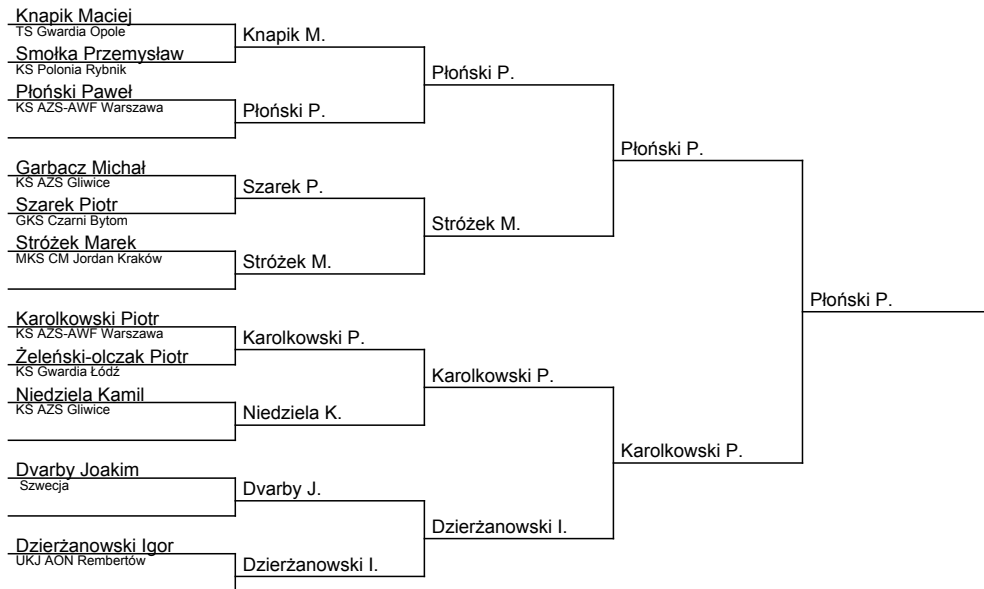 Knapik Maciej
TS Gwardia Opole
Knapik M.
Smołka Przemysław
KS Polonia Rybnik
Płoński P.
Płoński Paweł
KS AZS-AWF Warszawa
Płoński P.
Płoński P.
Garbacz Michał
KS AZS Gliwice
Szarek P.
Szarek Piotr
GKS Czarni Bytom
Stróżek M.
Stróżek Marek
MKS CM Jordan Kraków
Stróżek M.
Płoński P.
Karolkowski Piotr
KS AZS-AWF Warszawa
Karolkowski P.
Żeleński-olczak Piotr
KS Gwardia Łódź
Karolkowski P.
Niedziela Kamil
KS AZS Gliwice
Niedziela K.
Karolkowski P.
Dvarby Joakim
Szwecja
Dvarby J.
Dzierżanowski I.
Dzierżanowski Igor
UKJ AON Rembertów
Dzierżanowski I.